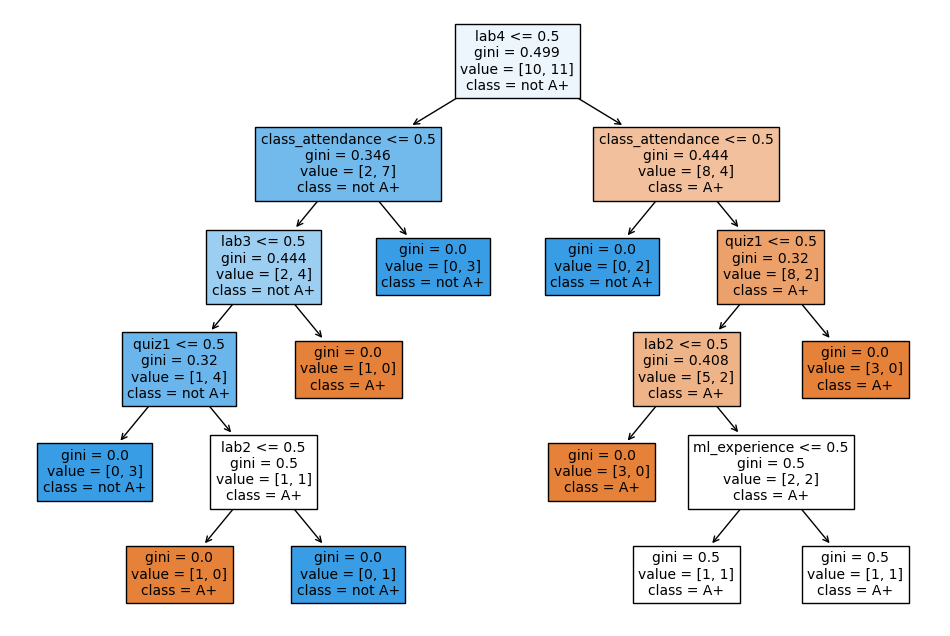 lab4 <= 0.5
gini = 0.499
value = [10, 11]
class = not A+
class_attendance <= 0.5
gini = 0.346
value = [2, 7]
class = not A+
class_attendance <= 0.5
gini = 0.444
value = [8, 4]
class = A+
lab3 <= 0.5
gini = 0.444
value = [2, 4]
class = not A+
gini = 0.0
value = [0, 3]
class = not A+
gini = 0.0
value = [0, 2]
class = not A+
quiz1 <= 0.5
gini = 0.32
value = [8, 2]
class = A+
quiz1 <= 0.5
gini = 0.32
value = [1, 4]
class = not A+
gini = 0.0
value = [1, 0]
class = A+
lab2 <= 0.5
gini = 0.408
value = [5, 2]
class = A+
gini = 0.0
value = [3, 0]
class = A+
gini = 0.0
value = [0, 3]
class = not A+
lab2 <= 0.5
gini = 0.5
value = [1, 1]
class = A+
gini = 0.0
value = [3, 0]
class = A+
ml_experience <= 0.5
gini = 0.5
value = [2, 2]
class = A+
gini = 0.0
value = [1, 0]
class = A+
gini = 0.0
value = [0, 1]
class = not A+
gini = 0.5
value = [1, 1]
class = A+
gini = 0.5
value = [1, 1]
class = A+